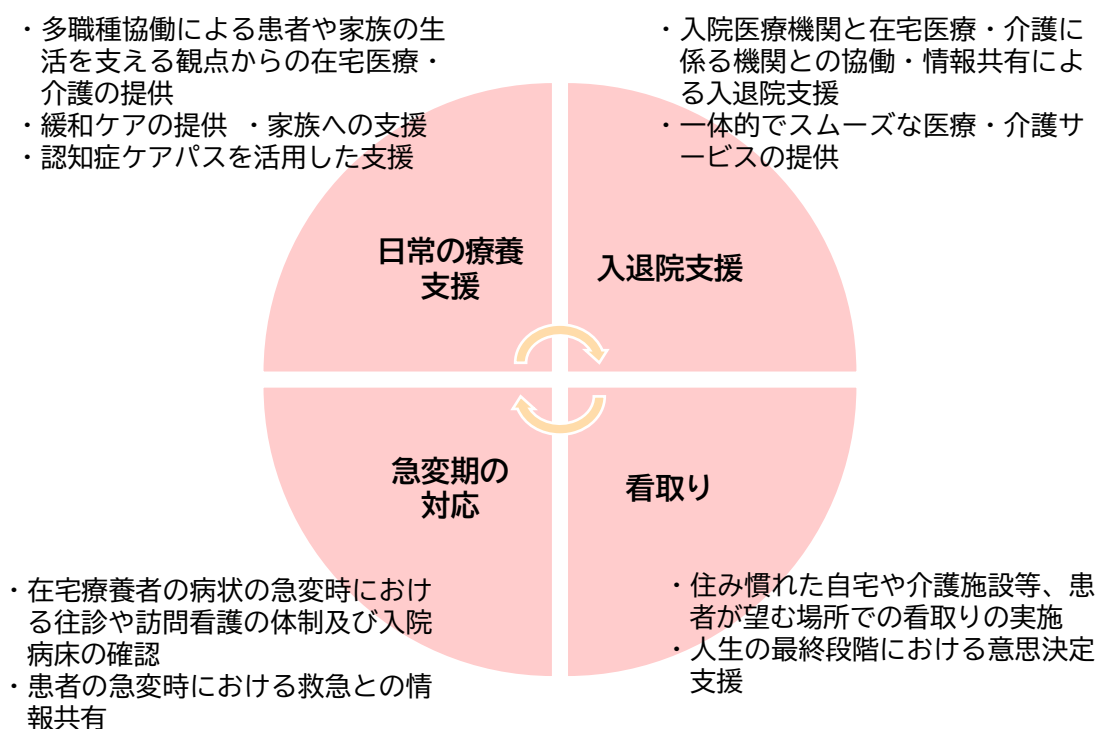 ・多職種協働による患者や家族の生
活を支える観点からの在宅医療・
介護の提供
・緩和ケアの提供 ・家族への支援
・認知症ケアパスを活用した支援
・入院医療機関と在宅医療・介護に
係る機関との協働・情報共有によ
る入退院支援
・一体的でスムーズな医療・介護サ
ービスの提供
日常の療養
支援
入退院支援
急変期の
対応
看取り
・在宅療養者の病状の急変時におけ
る往診や訪問看護の体制及び入院
病床の確認
・患者の急変時における救急との情
報共有
・住み慣れた自宅や介護施設等、患
者が望む場所での看取りの実施
・人生の最終段階における意思決定
支援